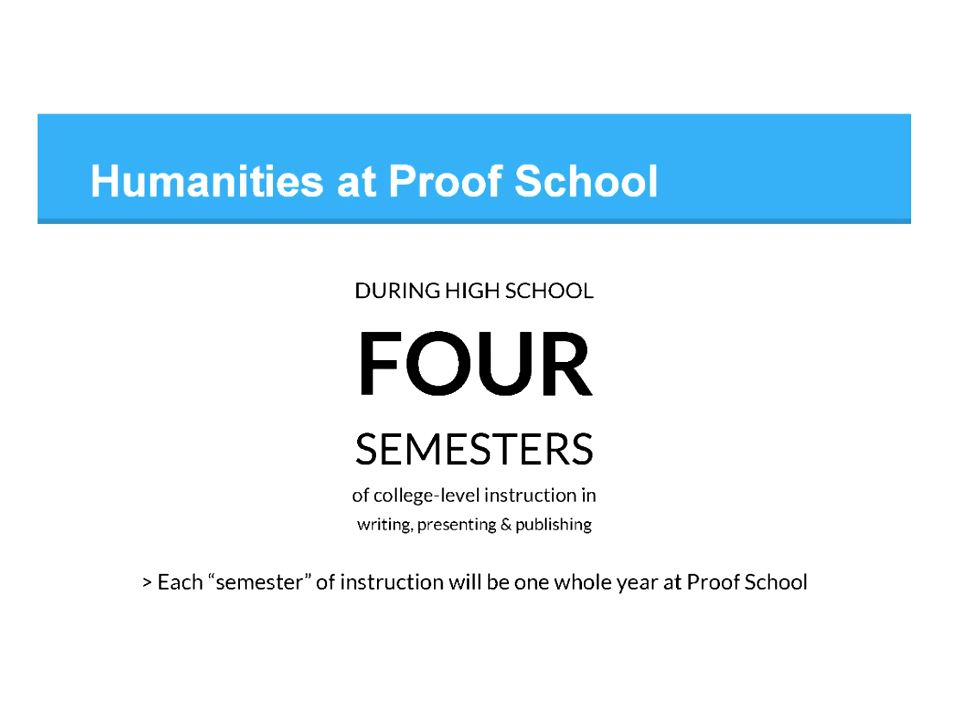 Humanities at Proof School
DURING HIGH SCHOOL
FOUR
SEMESTERS
of college-level instruction in
writing, presenting & publishing
> Each “semester” of instruction will be one whole year at Proof School